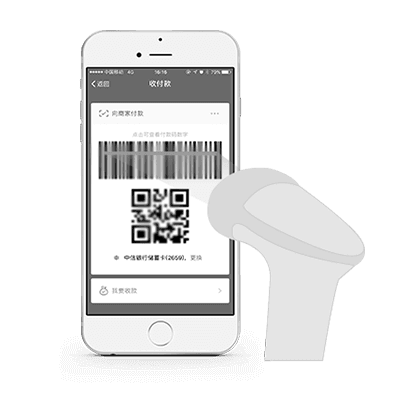 中国移动 4G 16:16 79%
返回 收付款
向商家付款
点击可查看付款码数字
中信银行储蓄卡(2659)，更换
我要收款